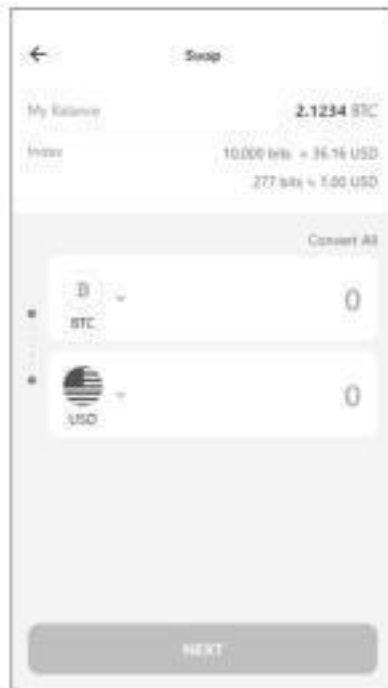 Swap
My Balance 2.1234 BTC
Index 10,000 bits = 36.16 USD
277 bits ≈ 1.00 USD
Convert All
B 0
BTC
0
USD
NEXT